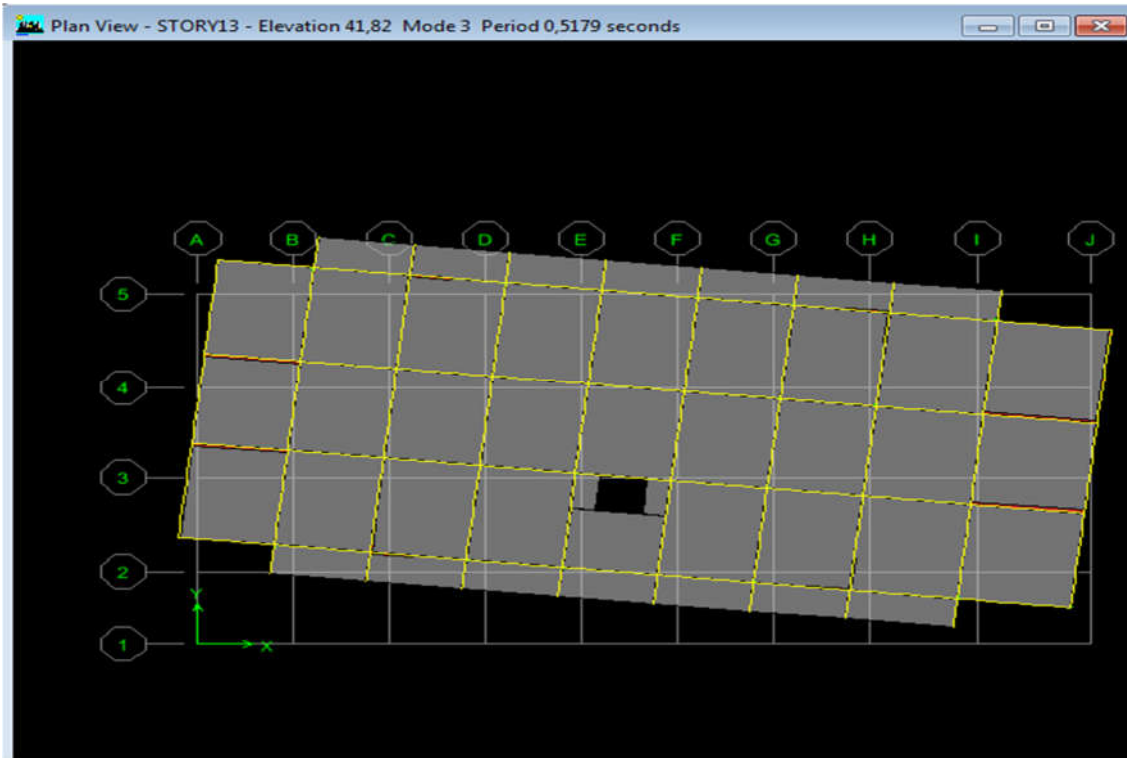 Plan View - STORY13 - Elevation 41,82 Mode 3 Period 0,5179 seconds
A B C D E F G H I J
5
4
3
2
Y
X
1